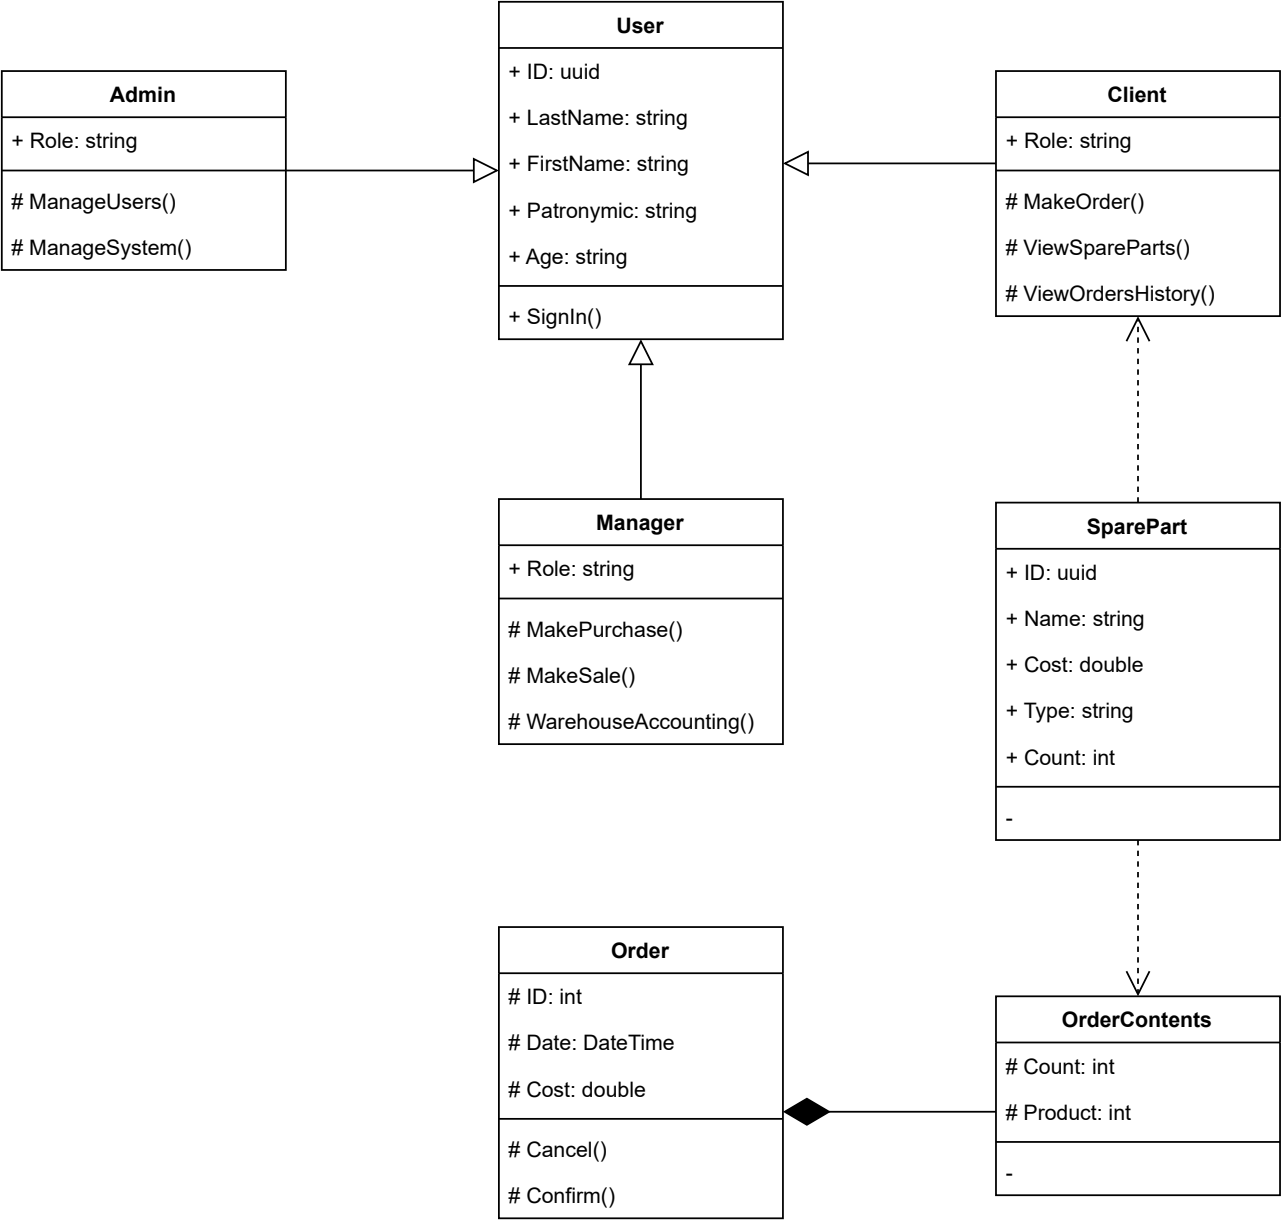 User
+ ID: uuid
+ LastName: string
+ FirstName: string
+ Patronymic: string
+ Age: string
+ SignIn()
Admin
+ Role: string
# ManageUsers()
# ManageSystem()
Client
+ Role: string
# MakeOrder()
# ViewSpareParts()
# ViewOrdersHistory()
Manager
+ Role: string
# MakePurchase()
# MakeSale()
# WarehouseAccounting()
SparePart
+ ID: uuid
+ Name: string
+ Cost: double
+ Type: string
+ Count: int
-
Order
# ID: int
# Date: DateTime
# Cost: double
# Cancel()
# Confirm()
OrderContents
# Count: int
# Product: int
-